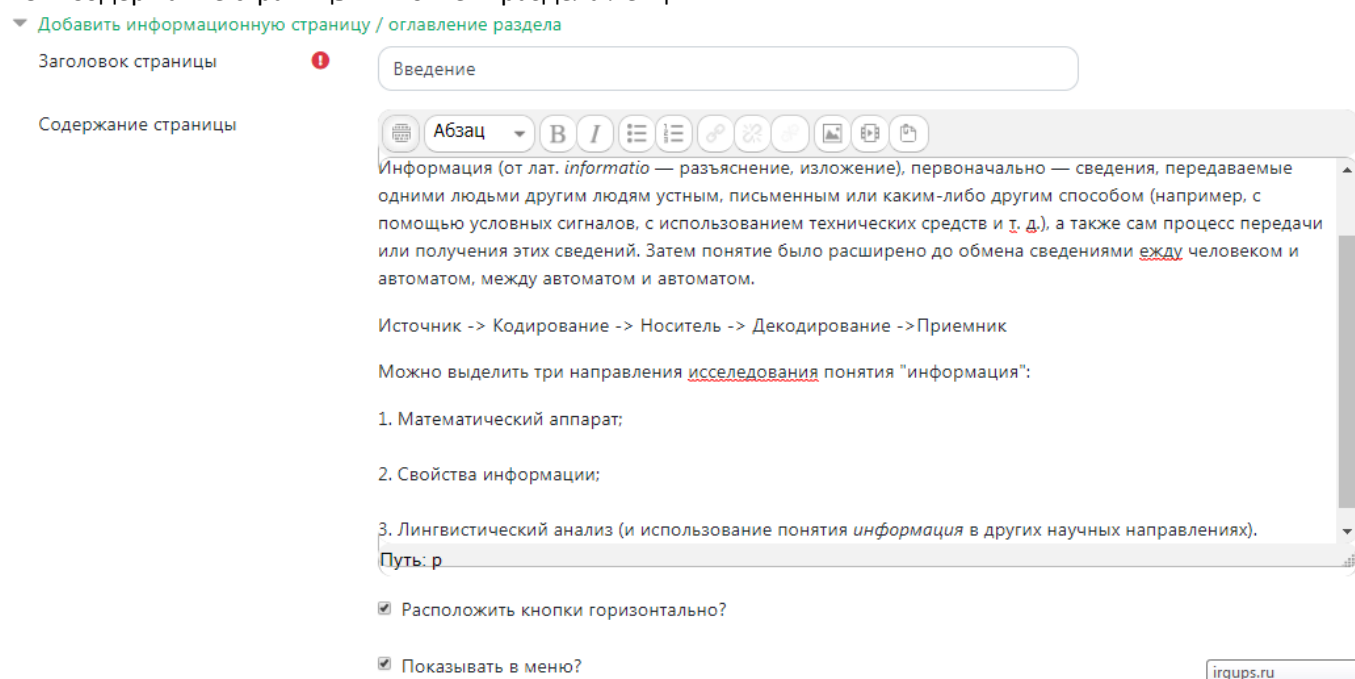 Добавить информационную страницу / оглавление раздела
Заголовок страницы
Введение
Содержание страницы
Абзац
B I
Информация (от лат. informatio — разъяснение, изложение), первоначально — сведения, передаваемые
одними людьми другим людям устным, письменным или каким-либо другим способом (например, с
помощью условных сигналов, с использованием технических средств и т. д.), а также сам процесс передачи
или получения этих сведений. Затем понятие было расширено до обмена сведениями ежду человеком и
автоматом, между автоматом и автоматом.
Источник -> Кодирование -> Носитель -> Декодирование ->Приемник
Можно выделить три направления исселедования понятия "информация":
1. Математический аппарат;
2. Свойства информации;
3. Лингвистический анализ (и использование понятия информация в других научных направлениях).
Путь: p
Расположить кнопки горизонтально?
Показывать в меню?
irgups.ru